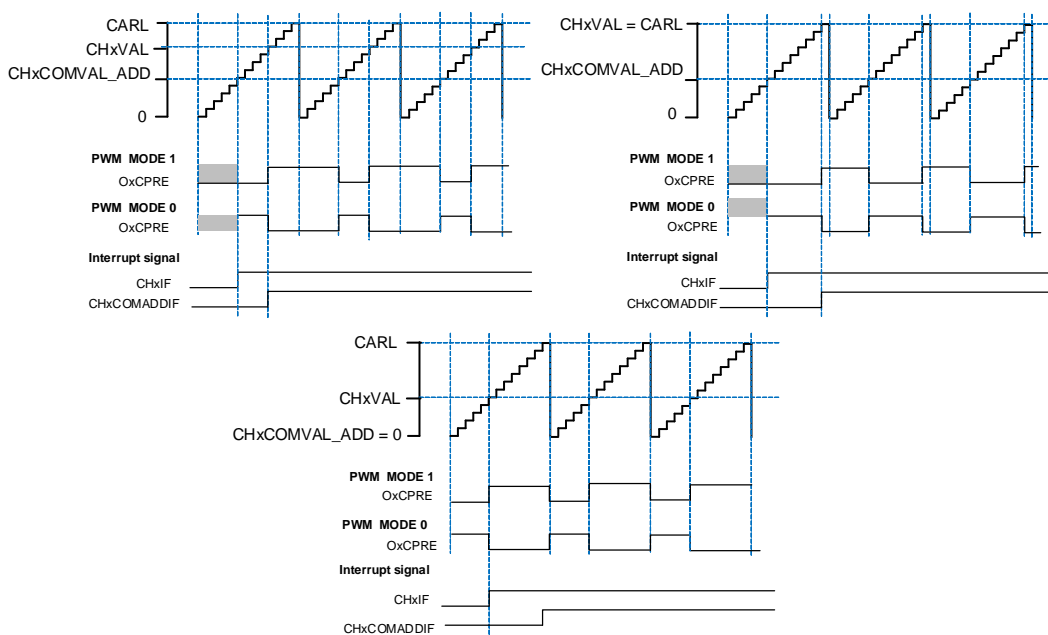 CARL
CHxVAL
CHxCOMVAL_ADD
0
PWM MODE 1
OxCPRE
PWM MODE 0
OxCPRE
Interrupt signal
CHxIF
CHxCOMADDIF
CHxVAL = CARL
CHxCOMVAL_ADD
0
PWM MODE 1
OxCPRE
PWM MODE 0
OxCPRE
Interrupt signal
CHxIF
CHxCOMADDIF
CARL
CHxVAL
CHxCOMVAL_ADD = 0
PWM MODE 1
OxCPRE
PWM MODE 0
OxCPRE
Interrupt signal
CHxIF
CHxCOMADDIF